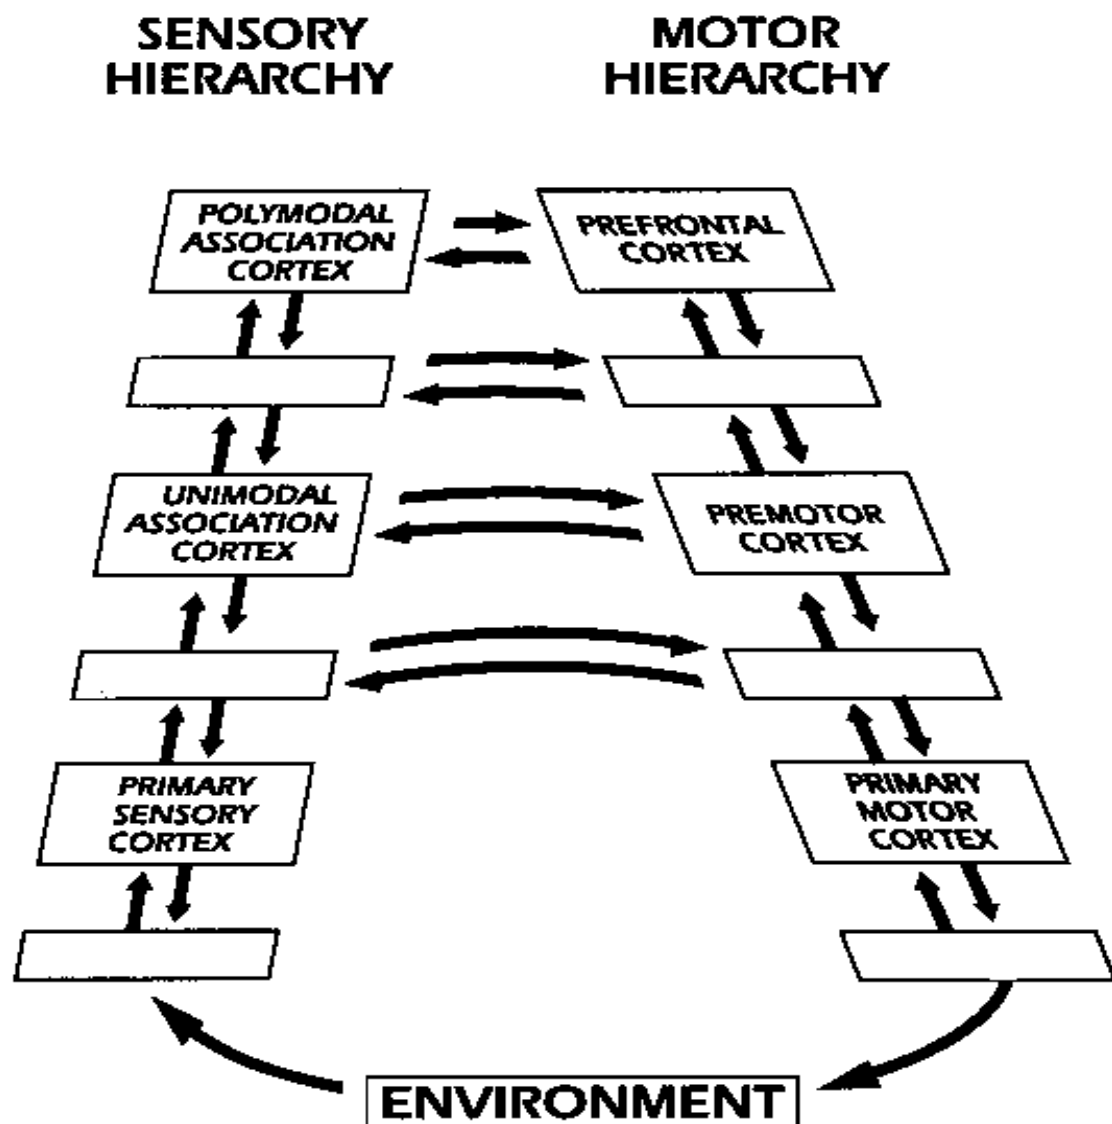 SENSORY
HIERARCHY
MOTOR
HIERARCHY
POLYMODAL
ASSOCIATION
CORTEX
PREFRONTAL
CORTEX
UNIMODAL
ASSOCIATION
CORTEX
PREMOTOR
CORTEX
PRIMARY
SENSORY
CORTEX
PRIMARY
MOTOR
CORTEX
ENVIRONMENT